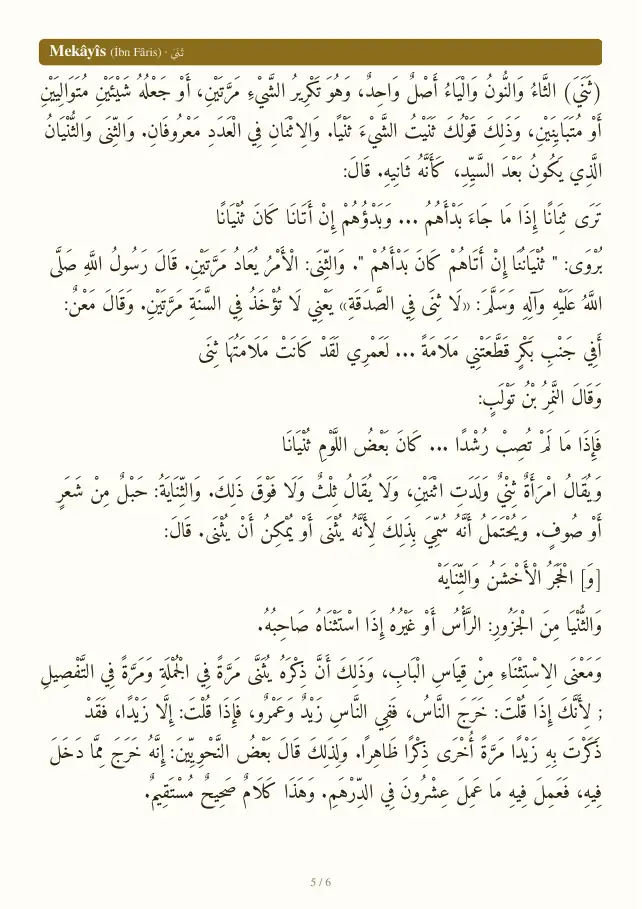 Mekâyîs (İbn Fâris) · ثُنَيَ
(ثَنَيَ) الثَّاءُ وَالنُّونُ وَالْيَاءُ أَصْلٌ وَاحِدٌ، وَهُوَ تَكْرِيرُ الشَّيْءِ مَرَّتَيْنِ، أَوْ جَعْلُهُ شَيْئَيْنِ مُتَوَالِيَيْنِ
أَوْ مُتَبَايِنَيْنِ، وَذَلِكَ قَوْلُكَ ثَنَيْتُ الشَّيْءَ ثَنْيًا. وَالِاثْنَانِ فِي الْعَدَدِ مَعْرُوفَانِ. وَالثِّنَى وَالثُّنْيَانُ
الَّذِي يَكُونُ بَعْدَ السَّيِّدِ، كَأَنَّهُ ثَانِيهِ. قَالَ:
تَرَى ثِنَانًا إِذَا مَا جَاءَ بَدْأَهُمُ ... وَبَدْؤُهُمْ إِنْ أَتَانَا كَانَ ثُنْيَانًا
يُرْوَى: " ثُنْيَانُنَا إِنْ أَتَاهُمْ كَانَ بَدْأَهُمْ ". وَالثِّنَى: الْأَمْرُ يُعَادُ مَرَّتَيْنِ. قَالَ رَسُولُ اللَّهِ صَلَّى
اللَّهُ عَلَيْهِ وَآلِهِ وَسَلَّمَ: «لَا ثِنَى فِي الصَّدَقَةِ» يَعْنِي لَا تُؤْخَذُ فِي السَّنَةِ مَرَّتَيْنِ. وَقَالَ مَعْنٌ:
أَفِي جَنْبِ بَكْرٍ قَطَّعَتْنِي مَلَامَةً ... لَعَمْرِي لَقَدْ كَانَتْ مَلَامَتُهَا ثِنَى
وَقَالَ النَّمِرُ بْنُ تَوْلَبٍ:
فَإِذَا مَا لَمْ تُصِبْ رُشْدًا ... كَانَ بَعْضُ اللَّوْمِ ثُنْيَانَا
وَيُقَالُ امْرَأَةٌ ثِنْيٌ وَلَدَتِ اثْنَيْنِ، وَلَا يُقَالُ ثِلْثٌ وَلَا فَوْقَ ذَلِكَ. وَالثِّنَايَةُ: حَبْلٌ مِنْ شَعَرٍ
أَوْ صُوفٍ. وَيُحْتَمَلُ أَنَّهُ سُمِّيَ بِذَلِكَ لِأَنَّهُ يُثْنَى أَوْ يُمْكِنُ أَنْ يُثْنَى. قَالَ:
[وَ] الْحَجَرُ الْأَخْشَنُ وَالثِّنَايَهْ
وَالثُّنْيَا مِنَ الْجَزُورِ: الرَّأْسُ أَوْ غَيْرُهُ إِذَا اسْتَثْنَاهُ صَاحِبُهُ.
وَمَعْنَى الِاسْتِثْنَاءِ مِنْ قِيَاسِ الْبَابِ، وَذَلِكَ أَنَّ ذِكْرَهُ يُثَنَّى مَرَّةً فِي الْجُمْلَةِ وَمَرَّةً فِي التَّفْصِيلِ
; لِأَنَّكَ إِذَا قُلْتَ: خَرَجَ النَّاسُ، فَفِي النَّاسِ زَيْدٌ وَعَمْرٌو، فَإِذَا قُلْتَ: إِلَّا زَيْدًا، فَقَدْ
ذَكَرْتَ بِهِ زَيْدًا مَرَّةً أُخْرَى ذِكْرًا ظَاهِرًا. وَلِذَلِكَ قَالَ بَعْضُ النَّحْوِيِّينَ: إِنَّهُ خَرَجَ مِمَّا دَخَلَ
فِيهِ، فَعَمِلَ فِيهِ مَا عَمِلَ عِشْرُونَ فِي الدِّرْهَمِ. وَهَذَا كَلَامٌ صَحِيحٌ مُسْتَقِيمٌ.
5 / 6